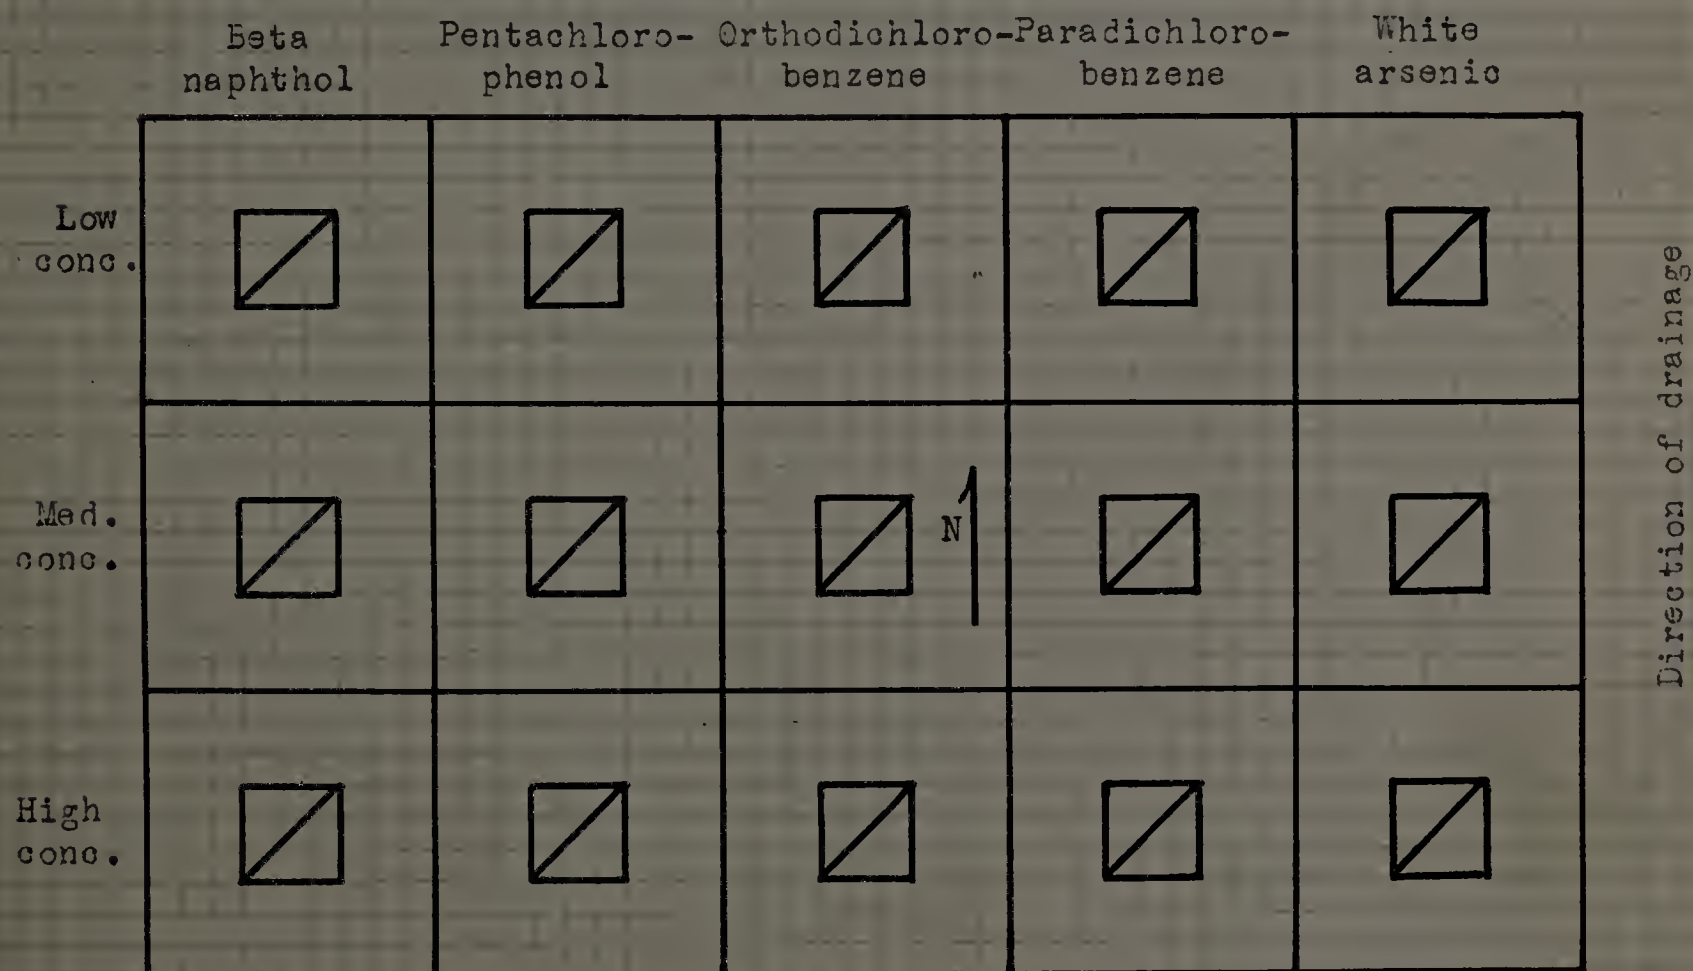 Beta
naphthol
Pentachloro-
phenol
Orthodichloro-
benzene
Paradichloro-
benzene
White
arsenic
Low
conc.
Med.
conc.
N
High
conc.
Direction of drainage